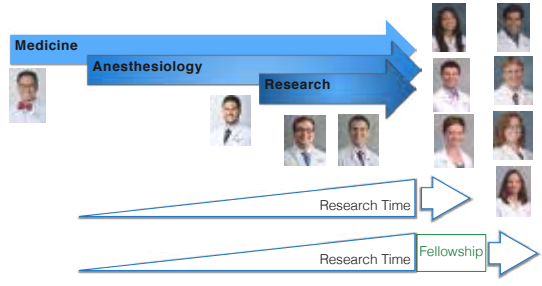 Medicine
Anesthesiology
Research
Research Time
Research Time
Fellowship